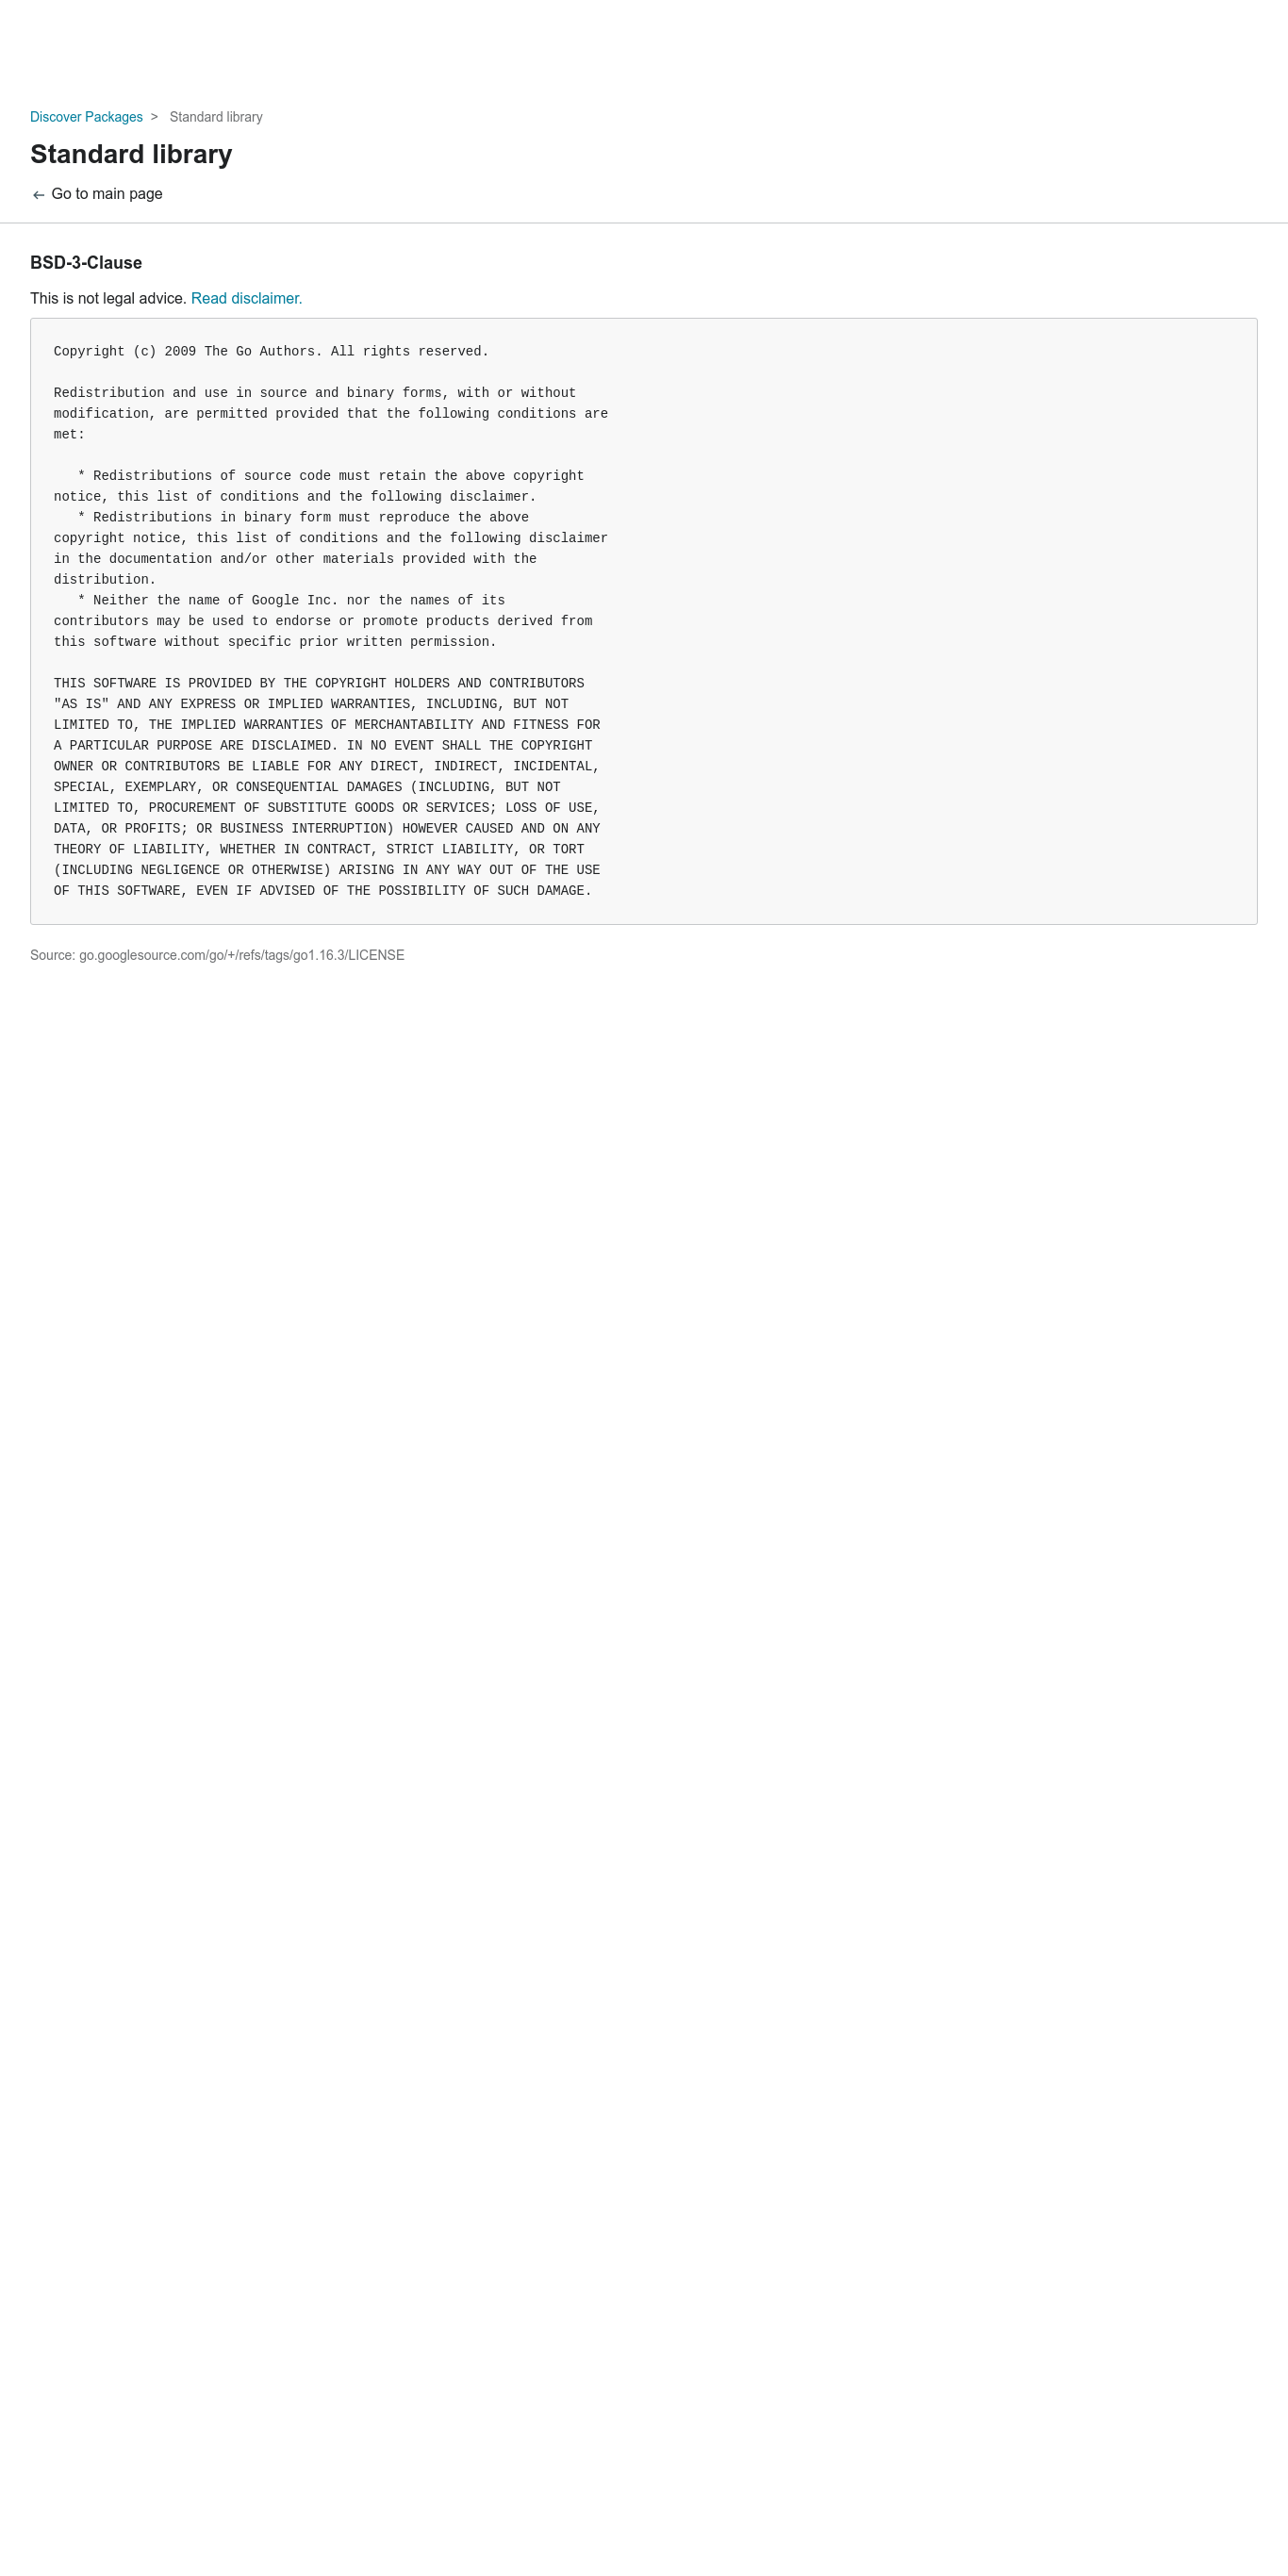 Discover Packages > Standard library
Standard library
← Go to main page
BSD-3-Clause
This is not legal advice. Read disclaimer.
Copyright (c) 2009 The Go Authors. All rights reserved.
Redistribution and use in source and binary forms, with or without
modification, are permitted provided that the following conditions are
met:
* Redistributions of source code must retain the above copyright
notice, this list of conditions and the following disclaimer.
* Redistributions in binary form must reproduce the above
copyright notice, this list of conditions and the following disclaimer
in the documentation and/or other materials provided with the
distribution.
* Neither the name of Google Inc. nor the names of its
contributors may be used to endorse or promote products derived from
this software without specific prior written permission.
THIS SOFTWARE IS PROVIDED BY THE COPYRIGHT HOLDERS AND CONTRIBUTORS
"AS IS" AND ANY EXPRESS OR IMPLIED WARRANTIES, INCLUDING, BUT NOT
LIMITED TO, THE IMPLIED WARRANTIES OF MERCHANTABILITY AND FITNESS FOR
A PARTICULAR PURPOSE ARE DISCLAIMED. IN NO EVENT SHALL THE COPYRIGHT
OWNER OR CONTRIBUTORS BE LIABLE FOR ANY DIRECT, INDIRECT, INCIDENTAL,
SPECIAL, EXEMPLARY, OR CONSEQUENTIAL DAMAGES (INCLUDING, BUT NOT
LIMITED TO, PROCUREMENT OF SUBSTITUTE GOODS OR SERVICES; LOSS OF USE,
DATA, OR PROFITS; OR BUSINESS INTERRUPTION) HOWEVER CAUSED AND ON ANY
THEORY OF LIABILITY, WHETHER IN CONTRACT, STRICT LIABILITY, OR TORT
(INCLUDING NEGLIGENCE OR OTHERWISE) ARISING IN ANY WAY OUT OF THE USE
OF THIS SOFTWARE, EVEN IF ADVISED OF THE POSSIBILITY OF SUCH DAMAGE.
Source: go.googlesource.com/go/+/refs/tags/go1.16.3/LICENSE